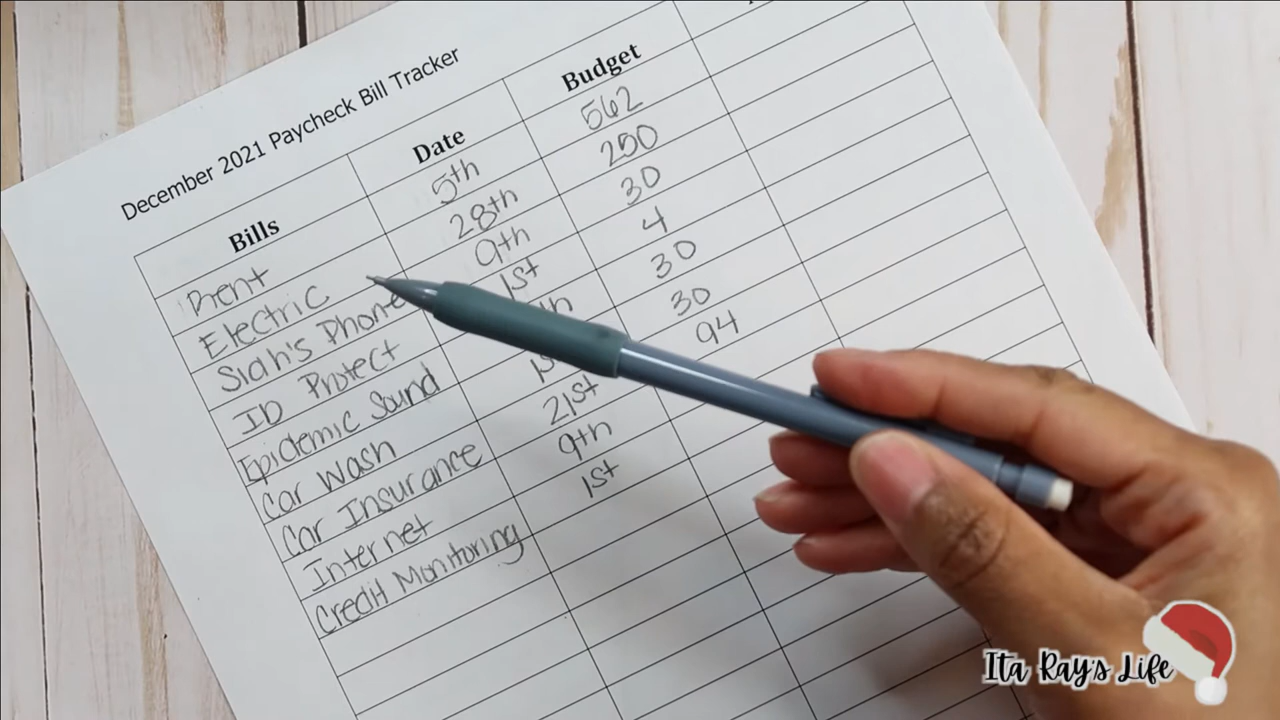 December 2021 Paycheck Bill Tracker
Bills Date Budget
Rent 5th 562
Electric 28th 250
Siah's Phone 9th 30
ID Protect 1st 4
Epidemic Sound 30
Car Wash 30
Car Insurance 21st 94
Internet 9th
Credit Monitoring 1st
Ita Ray's Life